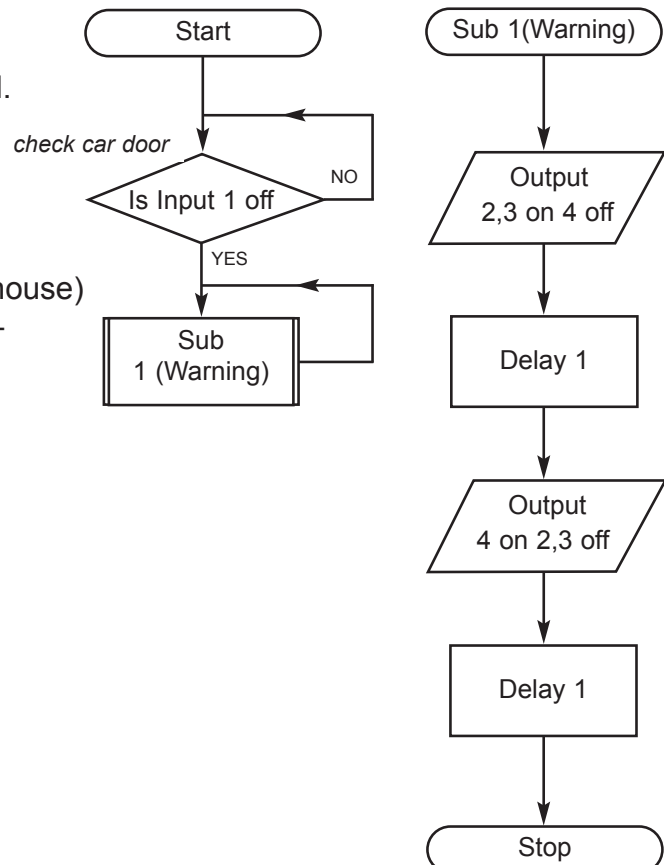 Start
l.
check car door
Is Input 1 off
NO
YES
house)
-
Sub
1 (Warning)
Sub 1(Warning)
Output
2,3 on 4 off
Delay 1
Output
4 on 2,3 off
Delay 1
Stop